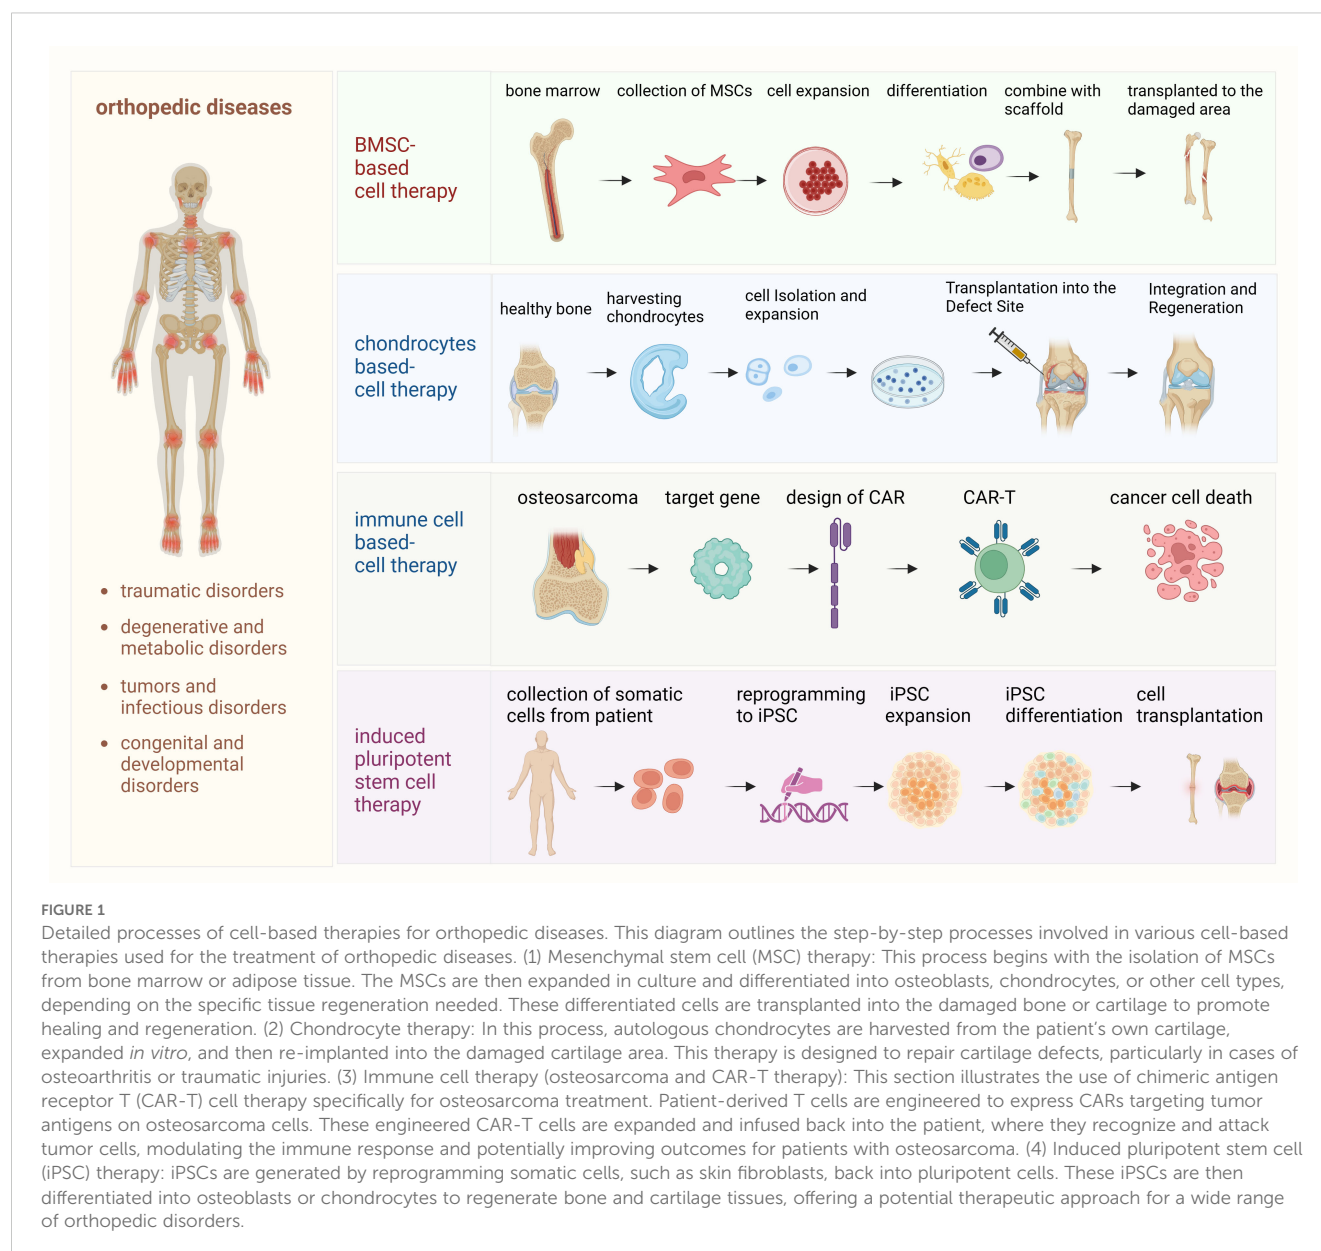 orthopedic diseases
traumatic disorders
degenerative and
metabolic disorders
tumors and
infectious disorders
congenital and
developmental
disorders
BMSC-
based
cell therapy
bone marrow
collection of MSCs
cell expansion
differentiation
combine with
scaffold
transplanted to the
damaged area
chondrocytes
based-
cell therapy
healthy bone
harvesting
chondrocytes
cell Isolation and
expansion
Transplantation into the
Defect Site
Integration and
Regeneration
immune cell
based-
cell therapy
osteosarcoma
target gene
design of CAR
CAR-T
cancer cell death
induced
pluripotent
stem cell
therapy
collection of somatic
cells from patient
reprogramming
to iPSC
iPSC
expansion
iPSC
differentiation
cell
transplantation
FIGURE 1
Detailed processes of cell-based therapies for orthopedic diseases. This diagram outlines the step-by-step processes involved in various cell-based
therapies used for the treatment of orthopedic diseases. (1) Mesenchymal stem cell (MSC) therapy: This process begins with the isolation of MSCs
from bone marrow or adipose tissue. The MSCs are then expanded in culture and differentiated into osteoblasts, chondrocytes, or other cell types,
depending on the specific tissue regeneration needed. These differentiated cells are transplanted into the damaged bone or cartilage to promote
healing and regeneration. (2) Chondrocyte therapy: In this process, autologous chondrocytes are harvested from the patient's own cartilage,
expanded in vitro, and then re-implanted into the damaged cartilage area. This therapy is designed to repair cartilage defects, particularly in cases of
osteoarthritis or traumatic injuries. (3) Immune cell therapy (osteosarcoma and CAR-T therapy): This section illustrates the use of chimeric antigen
receptor T (CAR-T) cell therapy specifically for osteosarcoma treatment. Patient-derived T cells are engineered to express CARs targeting tumor
antigens on osteosarcoma cells. These engineered CAR-T cells are expanded and infused back into the patient, where they recognize and attack
tumor cells, modulating the immune response and potentially improving outcomes for patients with osteosarcoma. (4) Induced pluripotent stem cell
(iPSC) therapy: iPSCs are generated by reprogramming somatic cells, such as skin fibroblasts, back into pluripotent cells. These iPSCs are then
differentiated into osteoblasts or chondrocytes to regenerate bone and cartilage tissues, offering a potential therapeutic approach for a wide range
of orthopedic disorders.